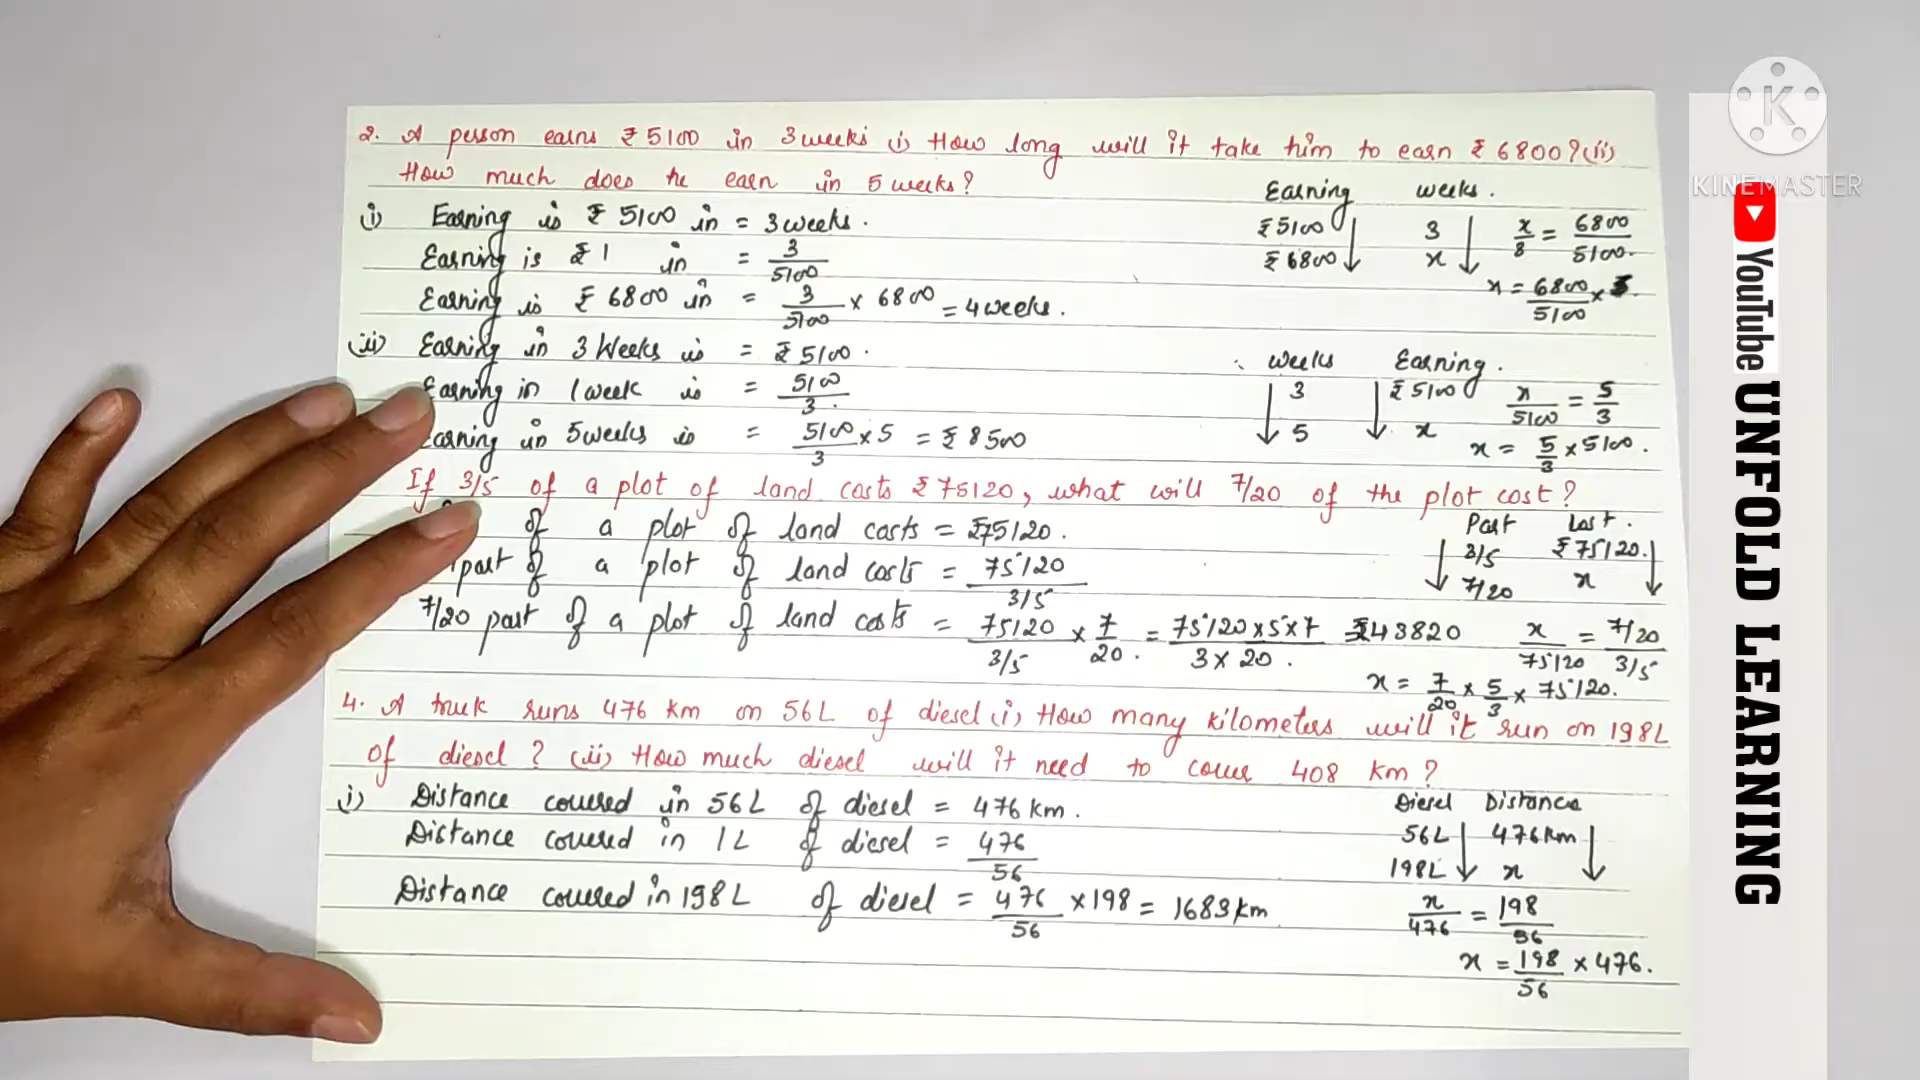 2. A person earns ₹ 5100 in 3 weeks (i) How long will it take him to earn ₹ 6800? (ii)
How much does he earn in 5 weeks?
Earning weeks.
(i) Earning is ₹ 5100 in = 3 weeks.
₹5100 3 x/3 = 6800/5100.
Earning is ₹ 1 in = 3/5100
₹ 6800 x
Earning is ₹ 6800 in = 3/5100 × 6800 = 4 weeks.
x = 6800/5100 × 3.
(ii) Earning in 3 Weeks is = ₹ 5100.
weeks Earning.
Earning in 1 week is = 5100/3.
3 ₹ 5100 x/5100 = 5/3
Earning in 5 weeks is = 5100/3 × 5 = ₹ 8500
5 x
x = 5/3 × 5100.
If 3/5 of a plot of land costs ₹ 75120, what will 7/20 of the plot cost?
of a plot of land costs = ₹75120.
Part Cost.
3/5 ₹75120.
part of a plot of land costs = 75120/3/5
7/20 x
7/20 part of a plot of land costs = 75120/3/5 × 7/20. = 75120×5×7/3×20. = ₹43820
x/75120 = 7/20/3/5
x = 7/20 × 5/3 × 75120.
4. A truck runs 476 km on 56L of diesel (i) How many kilometers will it run on 198L
of diesel? (ii) How much diesel will it need to cover 408 km?
(i) Distance covered in 56L of diesel = 476 km.
Diesel Distance
Distance covered in 1L of diesel = 476/56
56L 476km
198L x
Distance covered in 198L of diesel = 476/56 × 198 = 1683 km
x/476 = 198/56
x = 198/56 × 476.
KINEMASTER
YouTube UNFOLD LEARNING